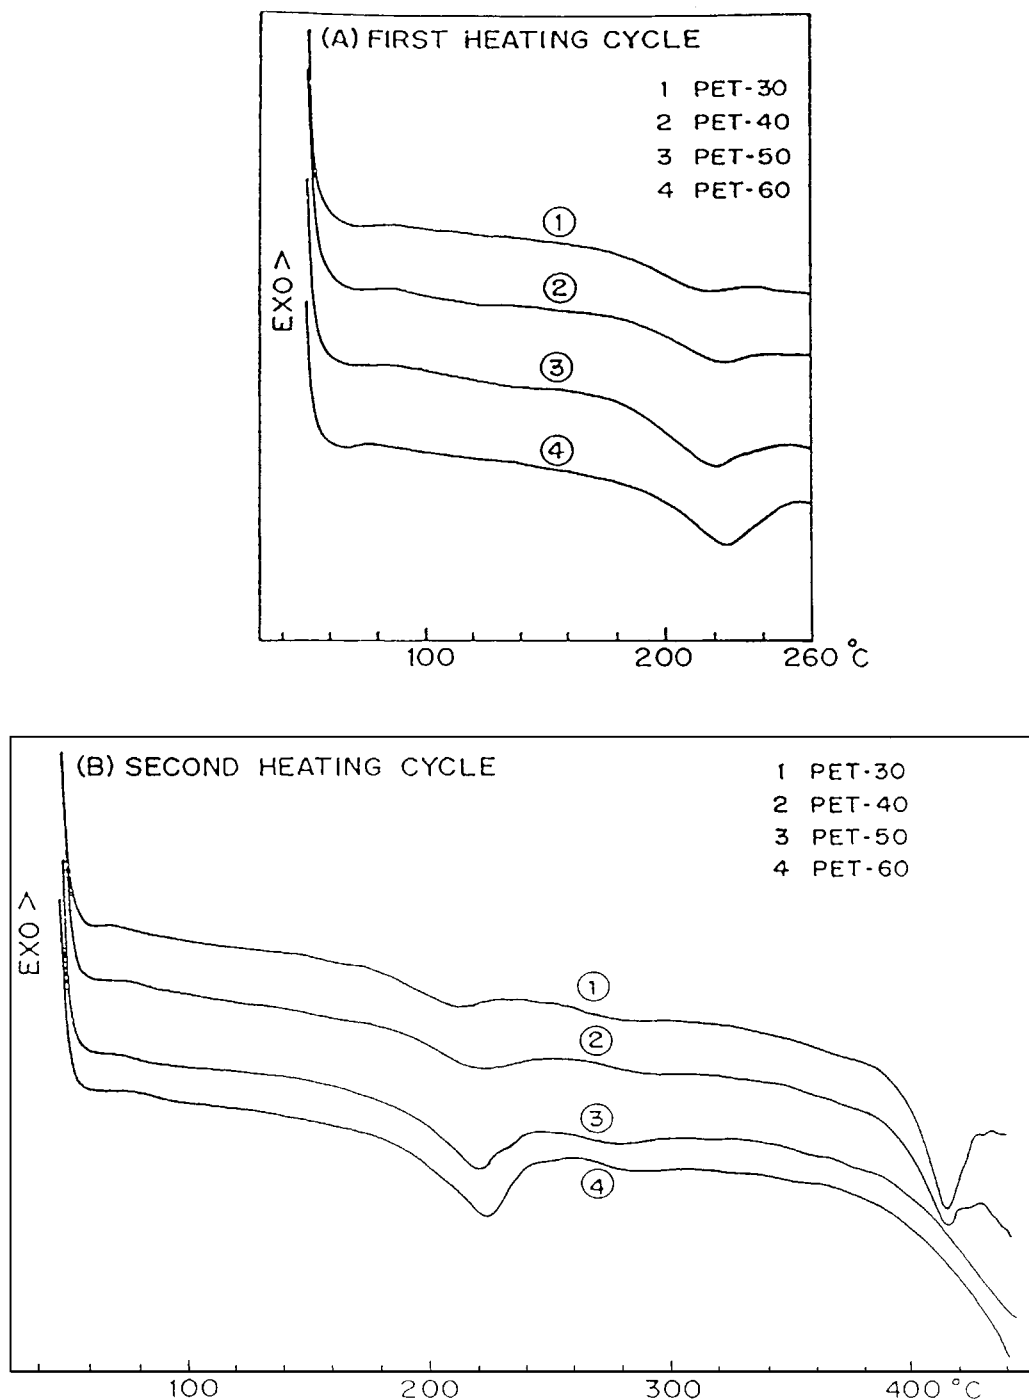 (A) FIRST HEATING CYCLE
1 PET-30
2 PET-40
3 PET-50
4 PET-60
1
2
3
4
EXO >
100 200 260 °C
(B) SECOND HEATING CYCLE
1 PET-30
2 PET-40
3 PET-50
4 PET-60
EXO >
1
2
3
4
100 200 300 400 °C